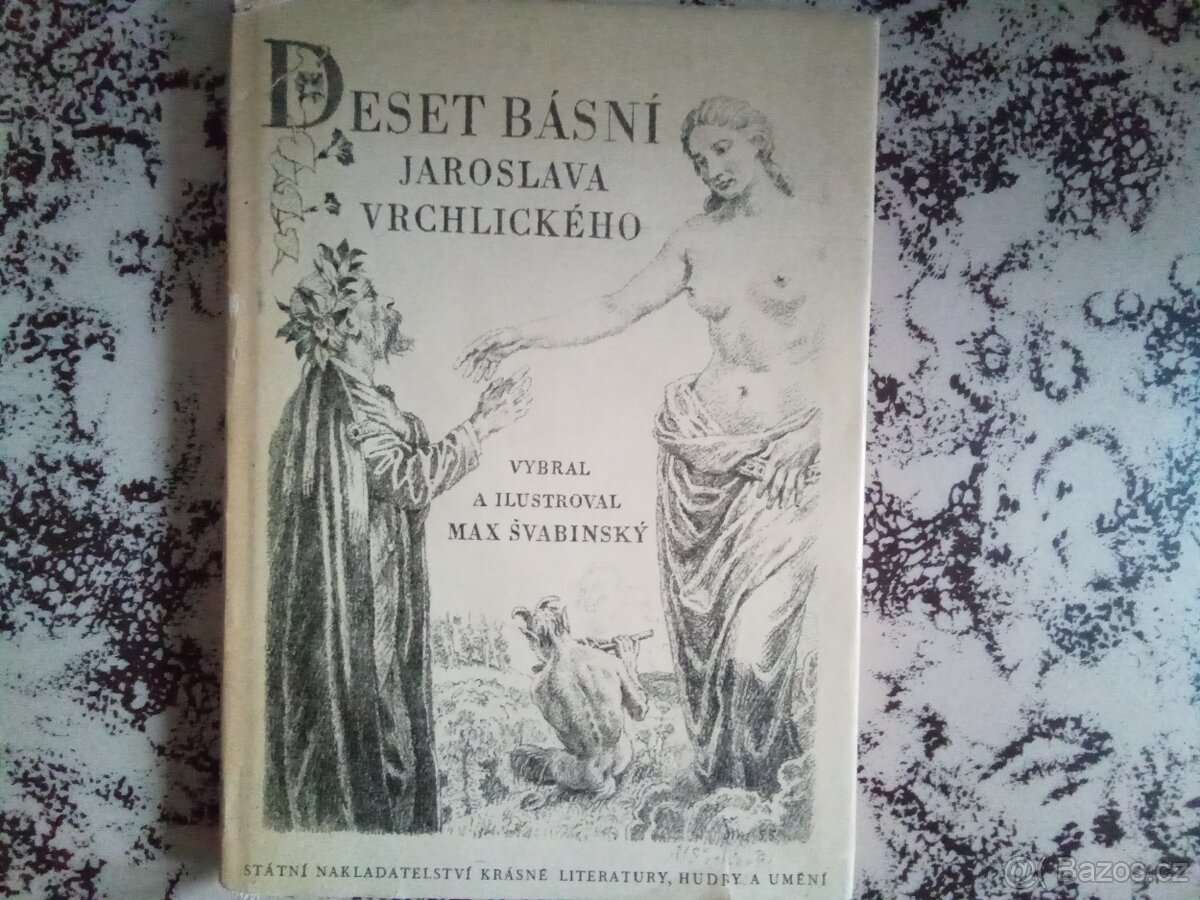 DESET BÁSNÍ
JAROSLAVA
VRCHLICKÉHO
VYBRAL
A ILUSTROVAL
MAX ŠVABINSKÝ
STÁTNÍ NAKLADATELSTVÍ KRÁSNÉ LITERATURY, HUDBY A UMĚNÍ
Bazos.cz